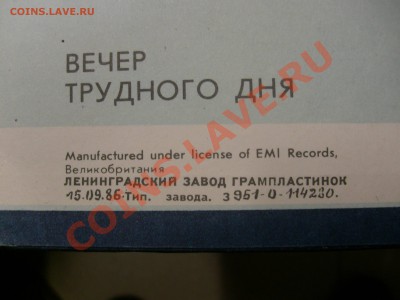 COINS.LAVE.RU
ВЕЧЕР
ТРУДНОГО ДНЯ
Manufactured under license of EMI Records,
Великобритания
ЛЕНИНГРАДСКИЙ ЗАВОД ГРАМПЛАСТИНОК
15.09.86-Тип. завода. З 951-0-114280.
COINS.LAVE.RU